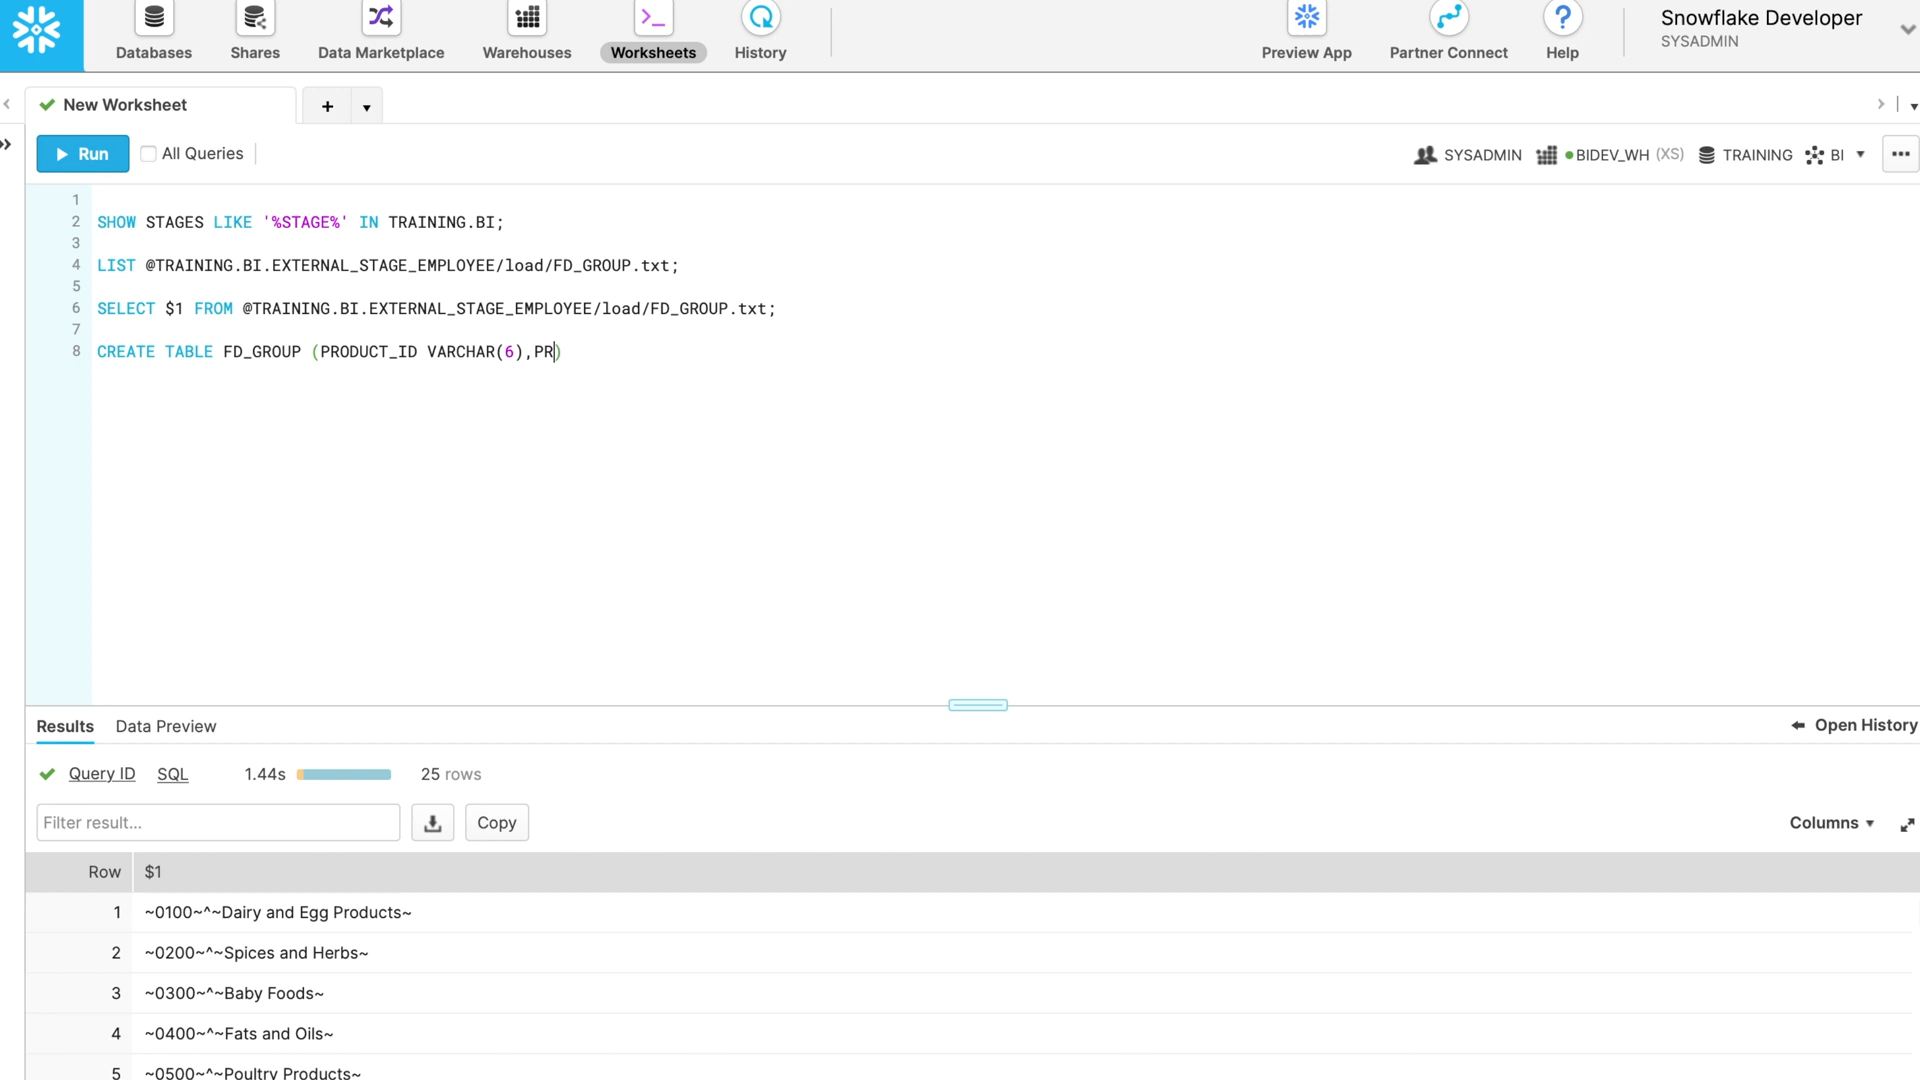 Databases
Shares
Data Marketplace
Warehouses
Worksheets
History
Preview App
Partner Connect
Help
Snowflake Developer
SYSADMIN
New Worksheet
Run
All Queries
SYSADMIN
BIDEV_WH (XS)
TRAINING
BI
1
2 SHOW STAGES LIKE '%STAGE%' IN TRAINING.BI;
3
4 LIST @TRAINING.BI.EXTERNAL_STAGE_EMPLOYEE/load/FD_GROUP.txt;
5
6 SELECT $1 FROM @TRAINING.BI.EXTERNAL_STAGE_EMPLOYEE/load/FD_GROUP.txt;
7
8 CREATE TABLE FD_GROUP (PRODUCT_ID VARCHAR(6),PR)
Results
Data Preview
Open History
Query ID
SQL
1.44s
25 rows
Filter result...
Copy
Columns
Row $1
1 ~0100~^~Dairy and Egg Products~
2 ~0200~^~Spices and Herbs~
3 ~0300~^~Baby Foods~
4 ~0400~^~Fats and Oils~
5 ~0500~^~Poultry Products~